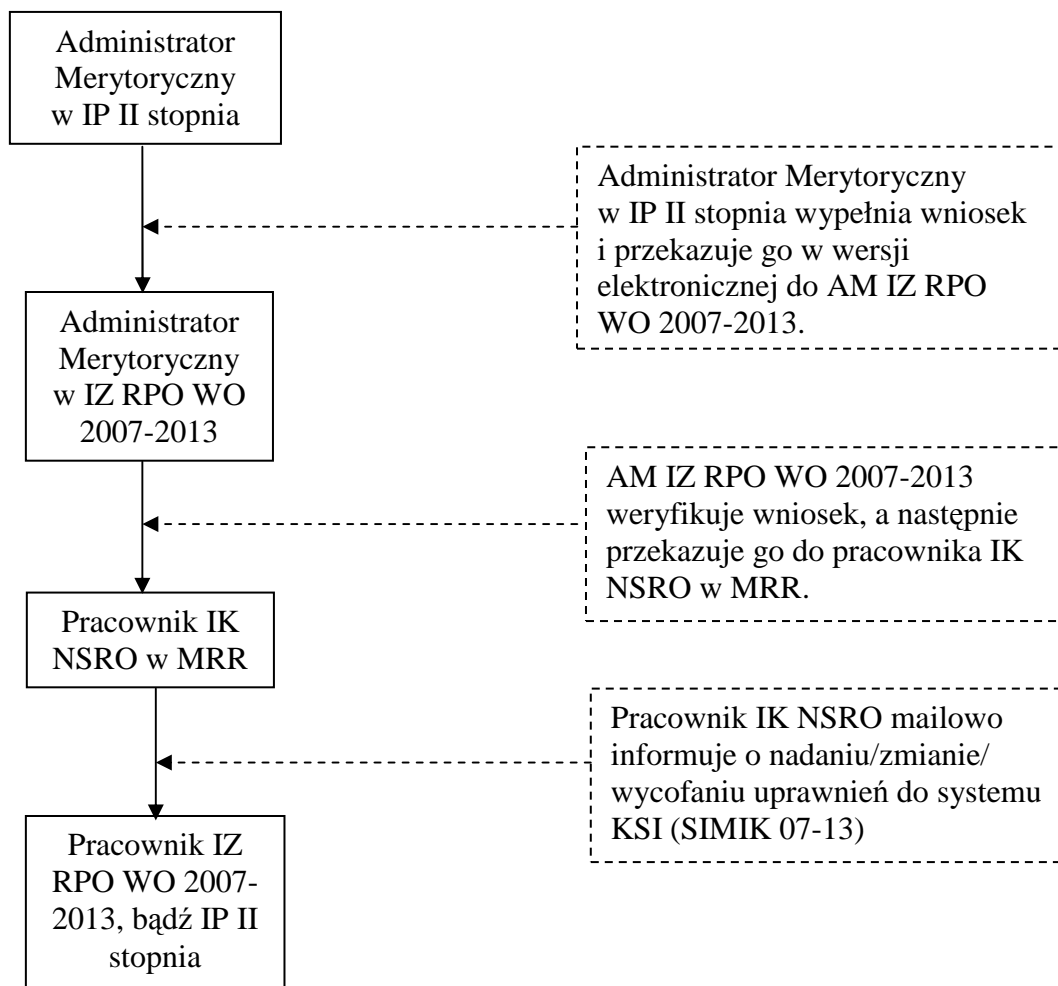 Administrator
Merytoryczny
w IP II stopnia
Administrator Merytoryczny
w IP II stopnia wypełnia wniosek
i przekazuje go w wersji
elektronicznej do AM IZ RPO
WO 2007-2013.
Administrator
Merytoryczny
w IZ RPO WO
2007-2013
AM IZ RPO WO 2007-2013
weryfikuje wniosek, a następnie
przekazuje go do pracownika IK
NSRO w MRR.
Pracownik IK
NSRO w MRR
Pracownik IK NSRO mailowo
informuje o nadaniu/zmianie/
wycofaniu uprawnień do systemu
KSI (SIMIK 07-13)
Pracownik IZ
RPO WO 2007-
2013, bądź IP II
stopnia